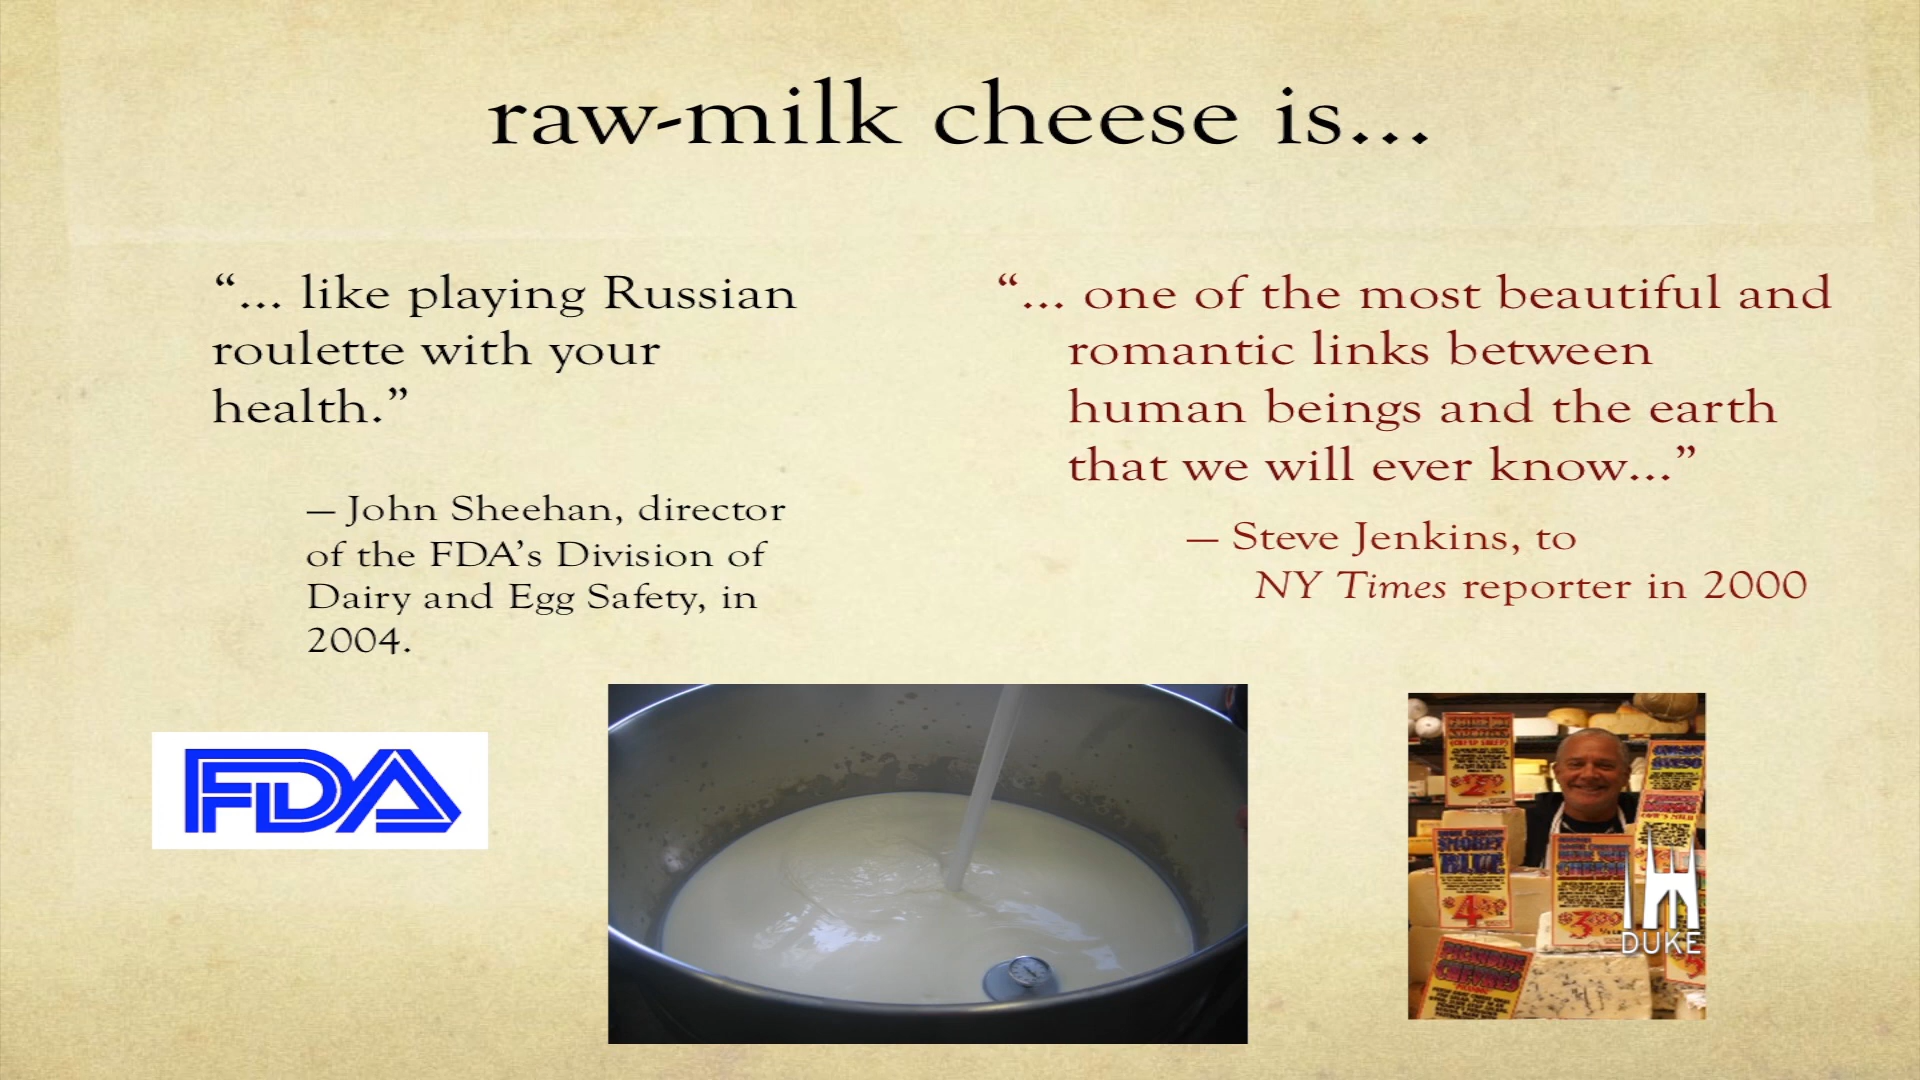 raw-milk cheese is...
“... like playing Russian
roulette with your
health.”
— John Sheehan, director
of the FDA’s Division of
Dairy and Egg Safety, in
2004.
“... one of the most beautiful and
romantic links between
human beings and the earth
that we will ever know...”
— Steve Jenkins, to
NY Times reporter in 2000
FDA
SMOKEY
BLUE
DUKE